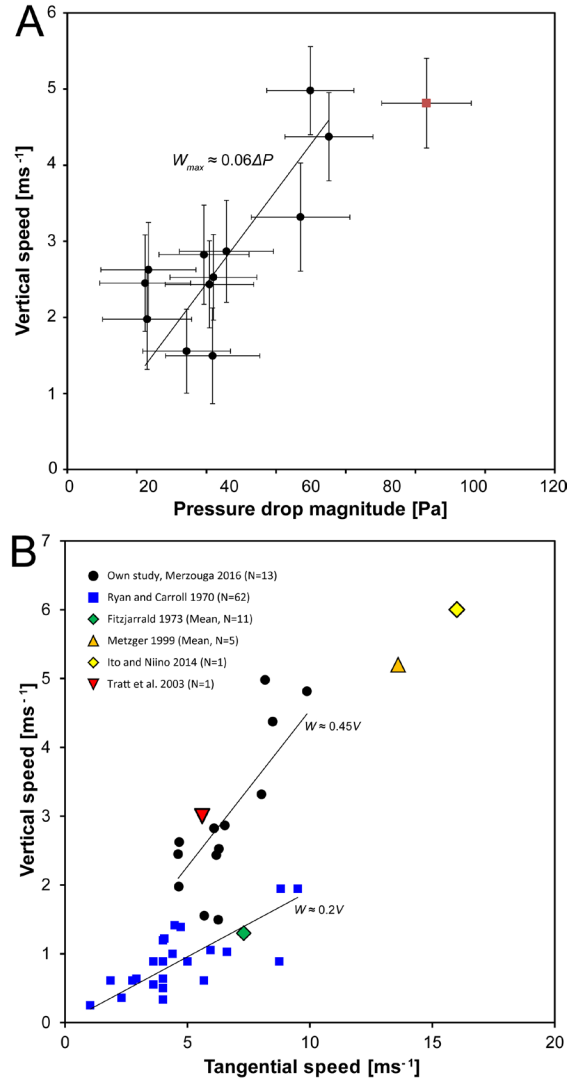 A
6
5
4
3
2
1
0
Vertical speed [ms⁻¹]
Wmax ≈ 0.06ΔP
0 20 40 60 80 100 120
Pressure drop magnitude [Pa]
B
7
6
5
4
3
2
1
0
Vertical speed [ms⁻¹]
Own study, Merzouga 2016 (N=13)
Ryan and Carroll 1970 (N=62)
Fitzjarrald 1973 (Mean, N=11)
Metzger 1999 (Mean, N=5)
Ito and Niino 2014 (N=1)
Tratt et al. 2003 (N=1)
W ≈ 0.45V
W ≈ 0.2V
0 5 10 15 20
Tangential speed [ms⁻¹]